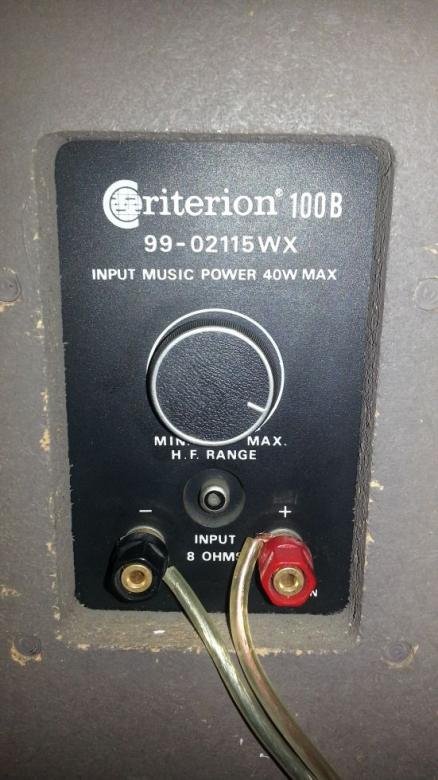 Criterion® 100B
99-02115WX
INPUT MUSIC POWER 40W MAX
MIN. MAX.
H.F. RANGE
- +
INPUT
8 OHMS